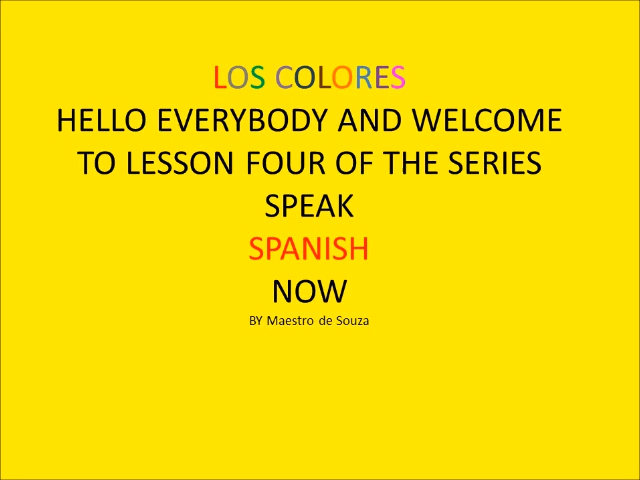 LOS COLORES
HELLO EVERYBODY AND WELCOME
TO LESSON FOUR OF THE SERIES
SPEAK
SPANISH
NOW
BY Maestro de Souza